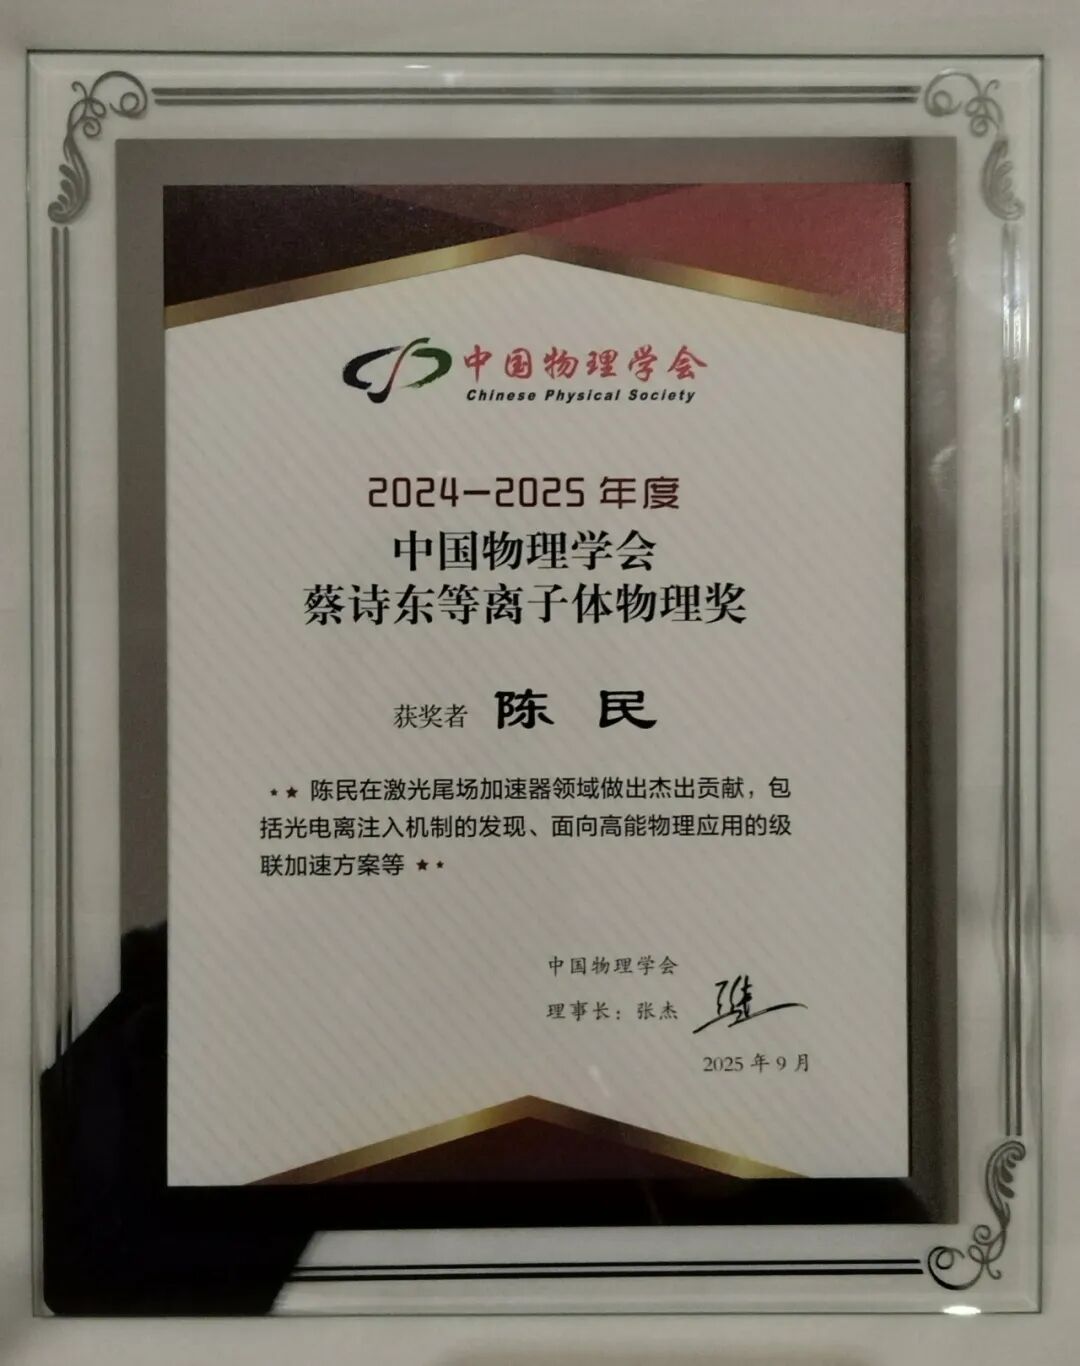 中国物理学会
Chinese Physical Society
2024—2025 年度
中国物理学会
蔡诗东等离子体物理奖
获奖者 陈 民
★★ 陈民在激光尾场加速器领域做出杰出贡献，包
括光电离注入机制的发现、面向高能物理应用的级
联加速方案等 ★★
中国物理学会
理事长：张杰
2025 年 9 月